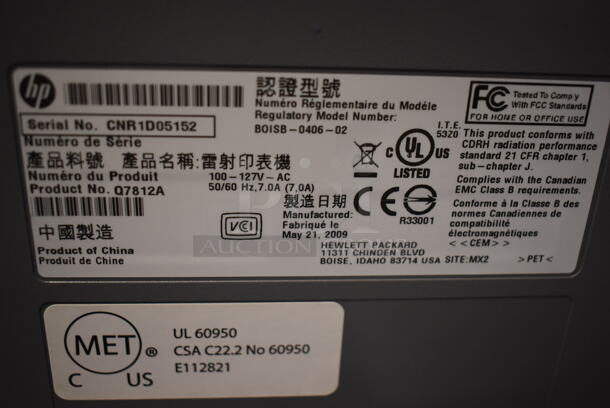 hp
認證型號
Numéro Réglementaire du Modèle
Regulatory Model Number:
BOISB-0406-02
Serial No. CNR1D05152
Numéro de Série
產品料號 產品名稱:雷射印表機
Numéro du Produit 100-127V~ AC
Product No. Q7812A 50/60 Hz,7.0A (7,0A)
中國製造
Product of China
Produit de Chine
VCI
製造日期
Manufactured:
Fabriqué le
May 21, 2009
HEWLETT PACKARD
11311 CHINDEN BLVD
BOISE, IDAHO 83714 USA SITE:MX2
C UL US
LISTED
I.T.E.
53Z0
CE
R33001
FC Tested To Comply
With FCC Standards
FOR HOME OR OFFICE USE
This product conforms with
CDRH radiation performance
standard 21 CFR chapter 1,
sub-chapter J.
Complies with the Canadian
EMC Class B requirements.
Conforme à la Classe B des
normes Canadiennes de
compatibilité
électromagnétiques
<<CEM>>
>PET<
AUCTION
MET ®
C US
UL 60950
CSA C22.2 No 60950
E112821